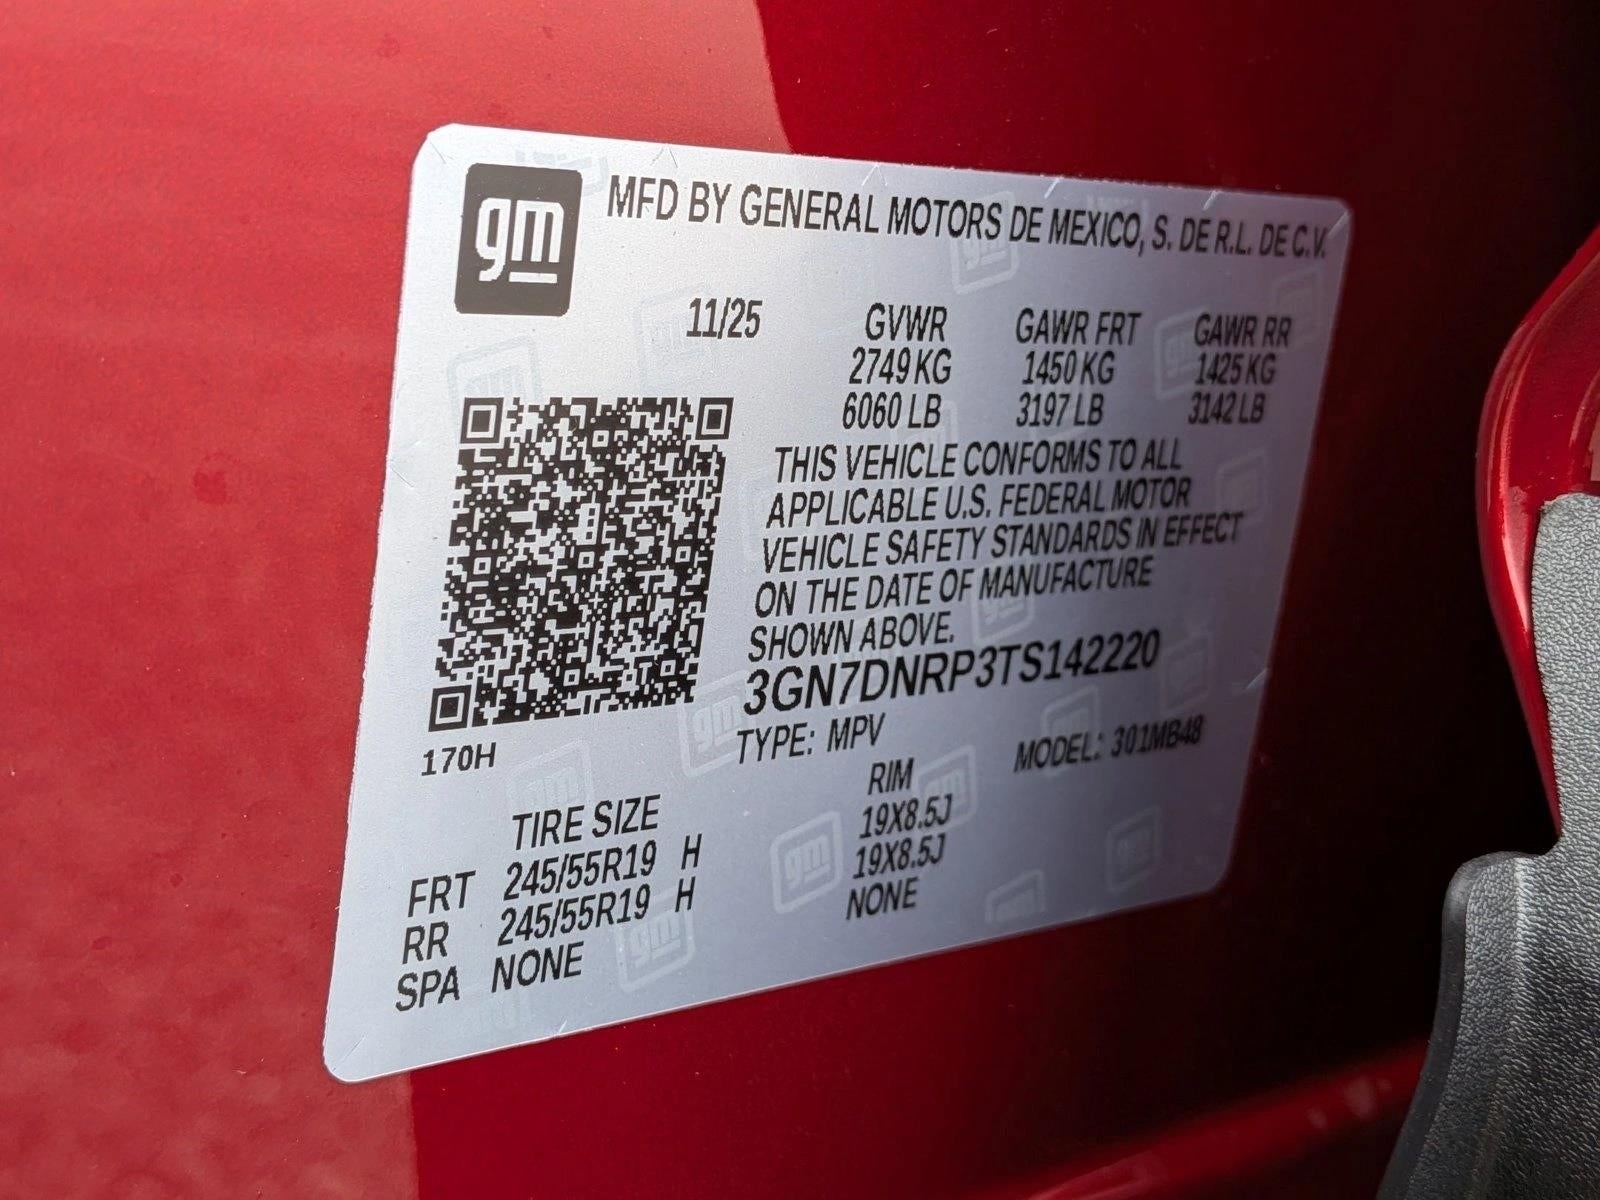 gm
MFD BY GENERAL MOTORS DE MEXICO, S. DE R.L. DE C.V.
11/25 GVWR GAWR FRT GAWR RR
2749 KG 1450 KG 1425 KG
6060 LB 3197 LB 3142 LB
THIS VEHICLE CONFORMS TO ALL
APPLICABLE U.S. FEDERAL MOTOR
VEHICLE SAFETY STANDARDS IN EFFECT
ON THE DATE OF MANUFACTURE
SHOWN ABOVE.
3GN7DNRP3TS142220
170H
TYPE: MPV MODEL: 301MB48
TIRE SIZE RIM
FRT 245/55R19 H 19X8.5J
RR 245/55R19 H 19X8.5J
SPA NONE NONE